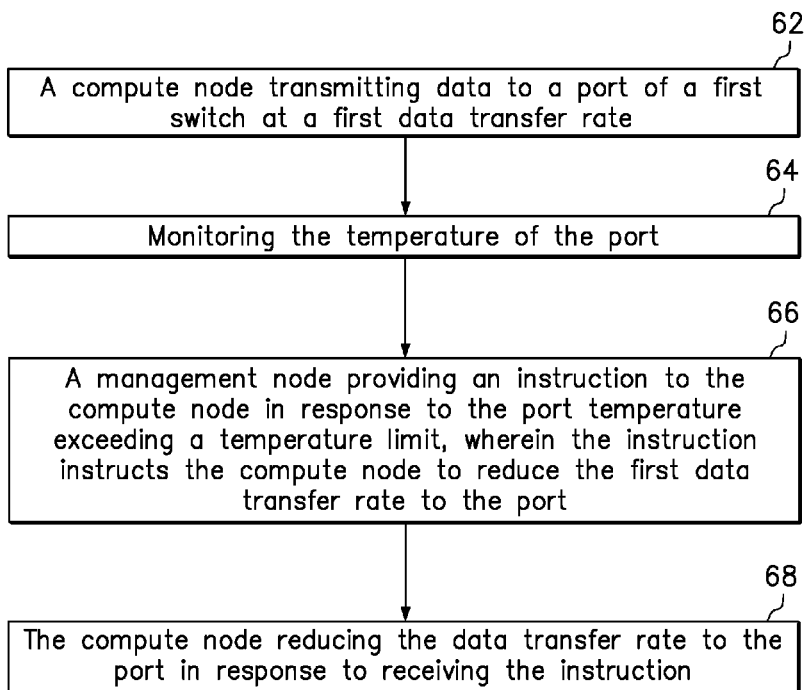 62
A compute node transmitting data to a port of a first
switch at a first data transfer rate
64
Monitoring the temperature of the port
66
A management node providing an instruction to the
compute node in response to the port temperature
exceeding a temperature limit, wherein the instruction
instructs the compute node to reduce the first data
transfer rate to the port
68
The compute node reducing the data transfer rate to the
port in response to receiving the instruction